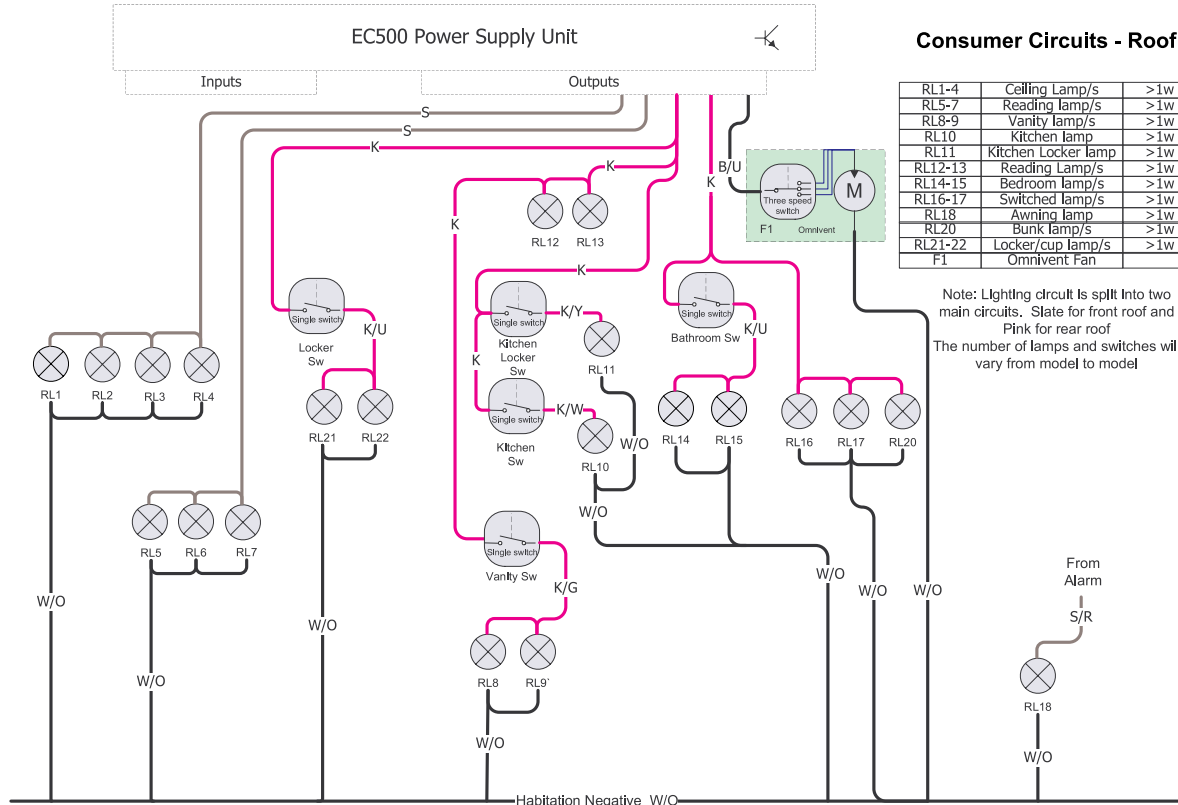 EC500 Power Supply Unit
Inputs
Outputs
Consumer Circuits - Roof
RL1-4 Ceiling Lamp/s >1w
RL5-7 Reading lamp/s >1w
RL8-9 Vanity lamp/s >1w
RL10 Kitchen lamp >1w
RL11 Kitchen Locker lamp >1w
RL12-13 Reading Lamp/s >1w
RL14-15 Bedroom lamp/s >1w
RL16-17 Switched lamp/s >1w
RL18 Awning lamp >1w
RL20 Bunk lamp/s >1w
RL21-22 Locker/cup lamp/s >1w
F1 Omnivent Fan
Note: Lighting circuit is split into two
main circuits. Slate for front roof and
Pink for rear roof
The number of lamps and switches wil
vary from model to model
S
S
K
K
B/U
K
Three speed
switch
M
F1
Omnivent
RL12
RL13
K
K
Single switch
Locker
Sw
K/U
Single switch
Kitchen
Locker
Sw
K/Y
RL11
Single switch
Bathroom Sw
K/U
K
Single switch
Kitchen
Sw
K/W
RL10
W/O
RL1
RL2
RL3
RL4
RL21
RL22
RL14
RL15
RL16
RL17
RL20
W/O
RL5
RL6
RL7
Single switch
Vanity Sw
K/G
W/O
W/O
W/O
W/O
W/O
W/O
W/O
From
Alarm
S/R
RL8
RL9`
RL18
W/O
W/O
Habitation Negative W/O